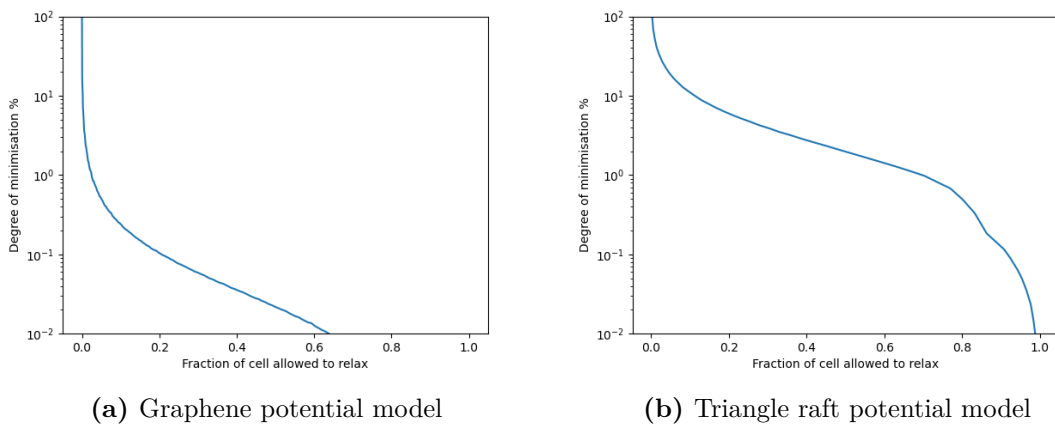 10²
10¹
10⁰
10⁻¹
10⁻²
Degree of minimisation %
0.0 0.2 0.4 0.6 0.8 1.0
Fraction of cell allowed to relax
(a) Graphene potential model
10²
10¹
10⁰
10⁻¹
10⁻²
Degree of minimisation %
0.0 0.2 0.4 0.6 0.8 1.0
Fraction of cell allowed to relax
(b) Triangle raft potential model